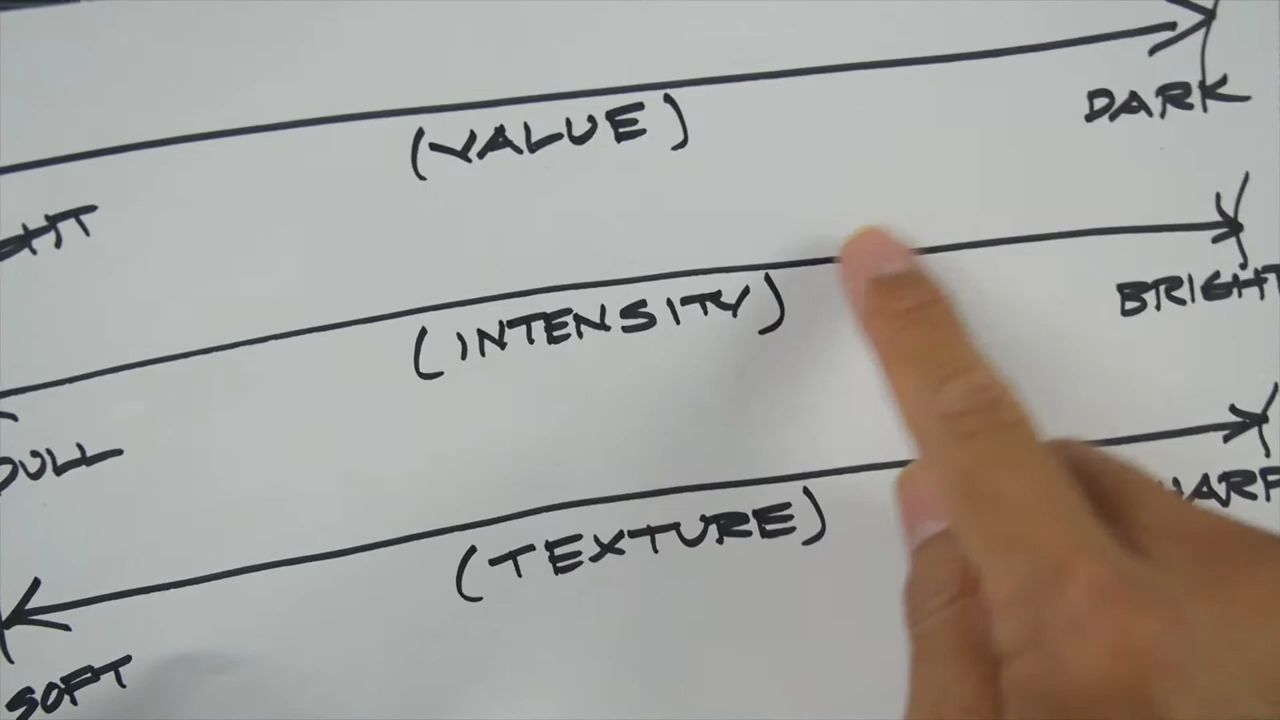 (VALUE)
DARK
(INTENSITY)
BRIGHT
DULL
(TEXTURE)
SOFT